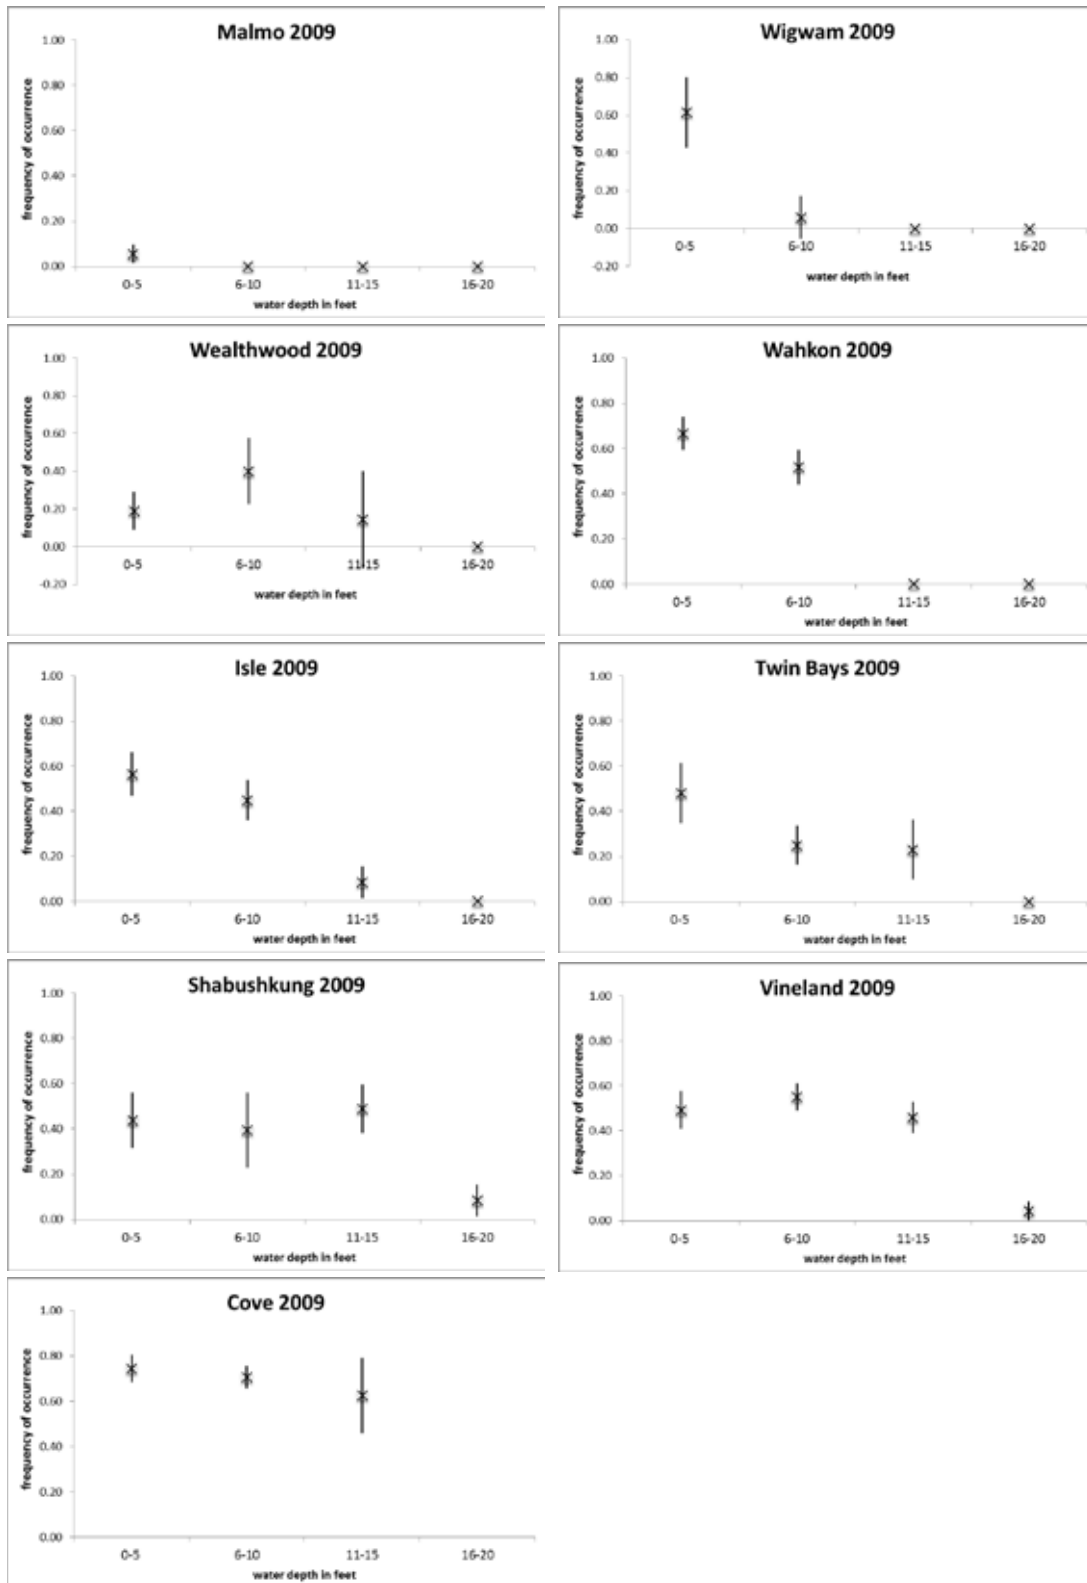 Malmo 2009
frequency of occurrence
1.00
0.80
0.60
0.40
0.20
0.00
0-5 6-10 11-15 16-20
water depth in feet
Wigwam 2009
frequency of occurrence
1.00
0.80
0.60
0.40
0.20
0.00
-0.20
0-5 6-10 11-15 16-20
water depth in feet
Wealthwood 2009
frequency of occurrence
1.00
0.80
0.60
0.40
0.20
0.00
-0.20
0-5 6-10 11-15 16-20
water depth in feet
Wahkon 2009
frequency of occurrence
1.00
0.80
0.60
0.40
0.20
0.00
0-5 6-10 11-15 16-20
water depth in feet
Isle 2009
frequency of occurrence
1.00
0.80
0.60
0.40
0.20
0.00
0-5 6-10 11-15 16-20
water depth in feet
Twin Bays 2009
frequency of occurrence
1.00
0.80
0.60
0.40
0.20
0.00
0-5 6-10 11-15 16-20
water depth in feet
Shabushkung 2009
frequency of occurrence
1.00
0.80
0.60
0.40
0.20
0.00
0-5 6-10 11-15 16-20
water depth in feet
Vineland 2009
frequency of occurrence
1.00
0.80
0.60
0.40
0.20
0.00
0-5 6-10 11-15 16-20
water depth in feet
Cove 2009
frequency of occurrence
1.00
0.80
0.60
0.40
0.20
0.00
0-5 6-10 11-15 16-20
water depth in feet